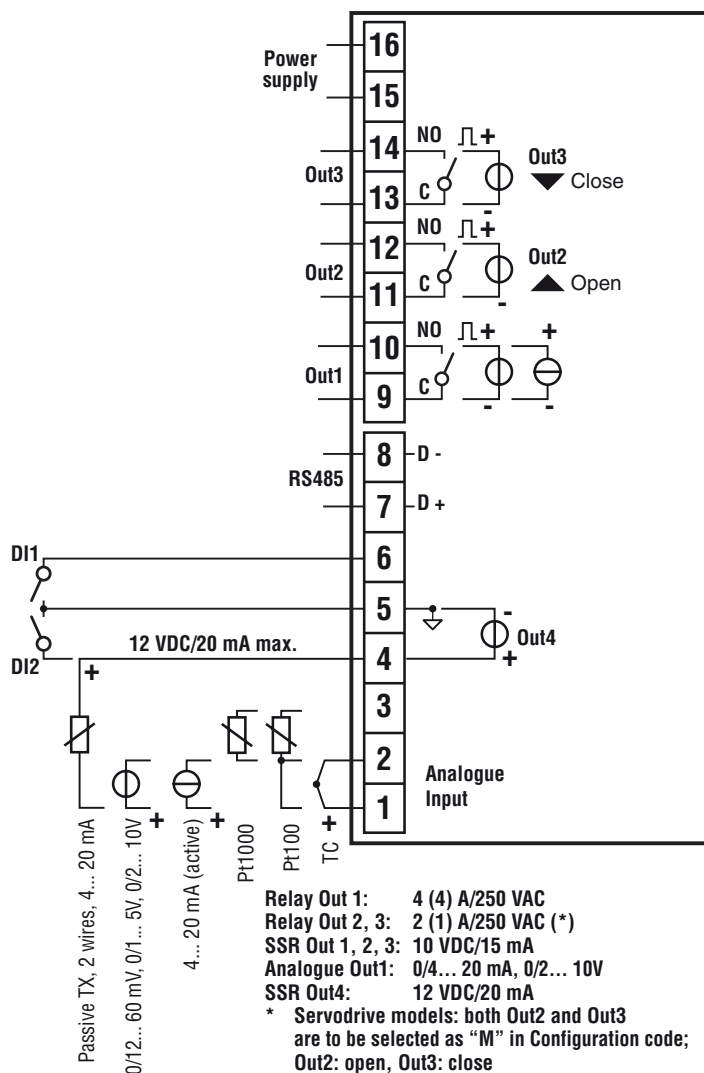 16
Power
supply
15
14 NO + Out3
Out3 Close
13 C -
12 NO + Out2
Out2 Open
11 C -
10 NO + +
Out1
9 C - -
8 D -
RS485
7 D +
DI1 6
5 -
Out4
12 VDC/20 mA max. 4 +
DI2 +
3
2 Analogue
Input
1
+ + +
Passive TX, 2 wires, 4... 20 mA
0/12... 60 mV, 0/1... 5V, 0/2... 10V
4... 20 mA (active)
Pt1000
Pt100
TC
Relay Out 1: 4 (4) A/250 VAC
Relay Out 2, 3: 2 (1) A/250 VAC (*)
SSR Out 1, 2, 3: 10 VDC/15 mA
Analogue Out1: 0/4... 20 mA, 0/2... 10V
SSR Out4: 12 VDC/20 mA
* Servodrive models: both Out2 and Out3
are to be selected as “M” in Configuration code;
Out2: open, Out3: close